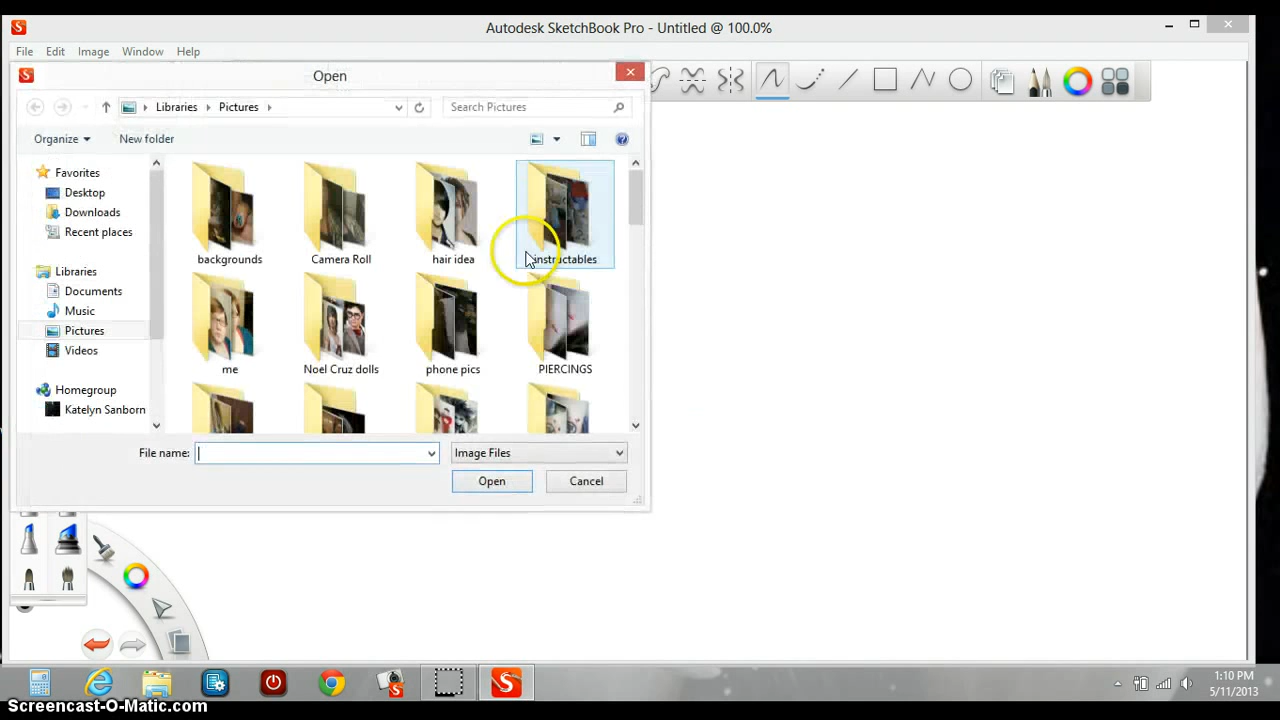 Autodesk SketchBook Pro - Untitled @ 100.0%
File Edit Image Window Help
Open
Libraries Pictures
Search Pictures
Organize New folder
Favorites
Desktop
Downloads
Recent places
Libraries
Documents
Music
Pictures
Videos
Homegroup
Katelyn Sanborn
backgrounds Camera Roll hair idea instructables
me Noel Cruz dolls phone pics PIERCINGS
File name: Image Files
Open Cancel
1:10 PM
5/11/2013
Screencast-O-Matic.com